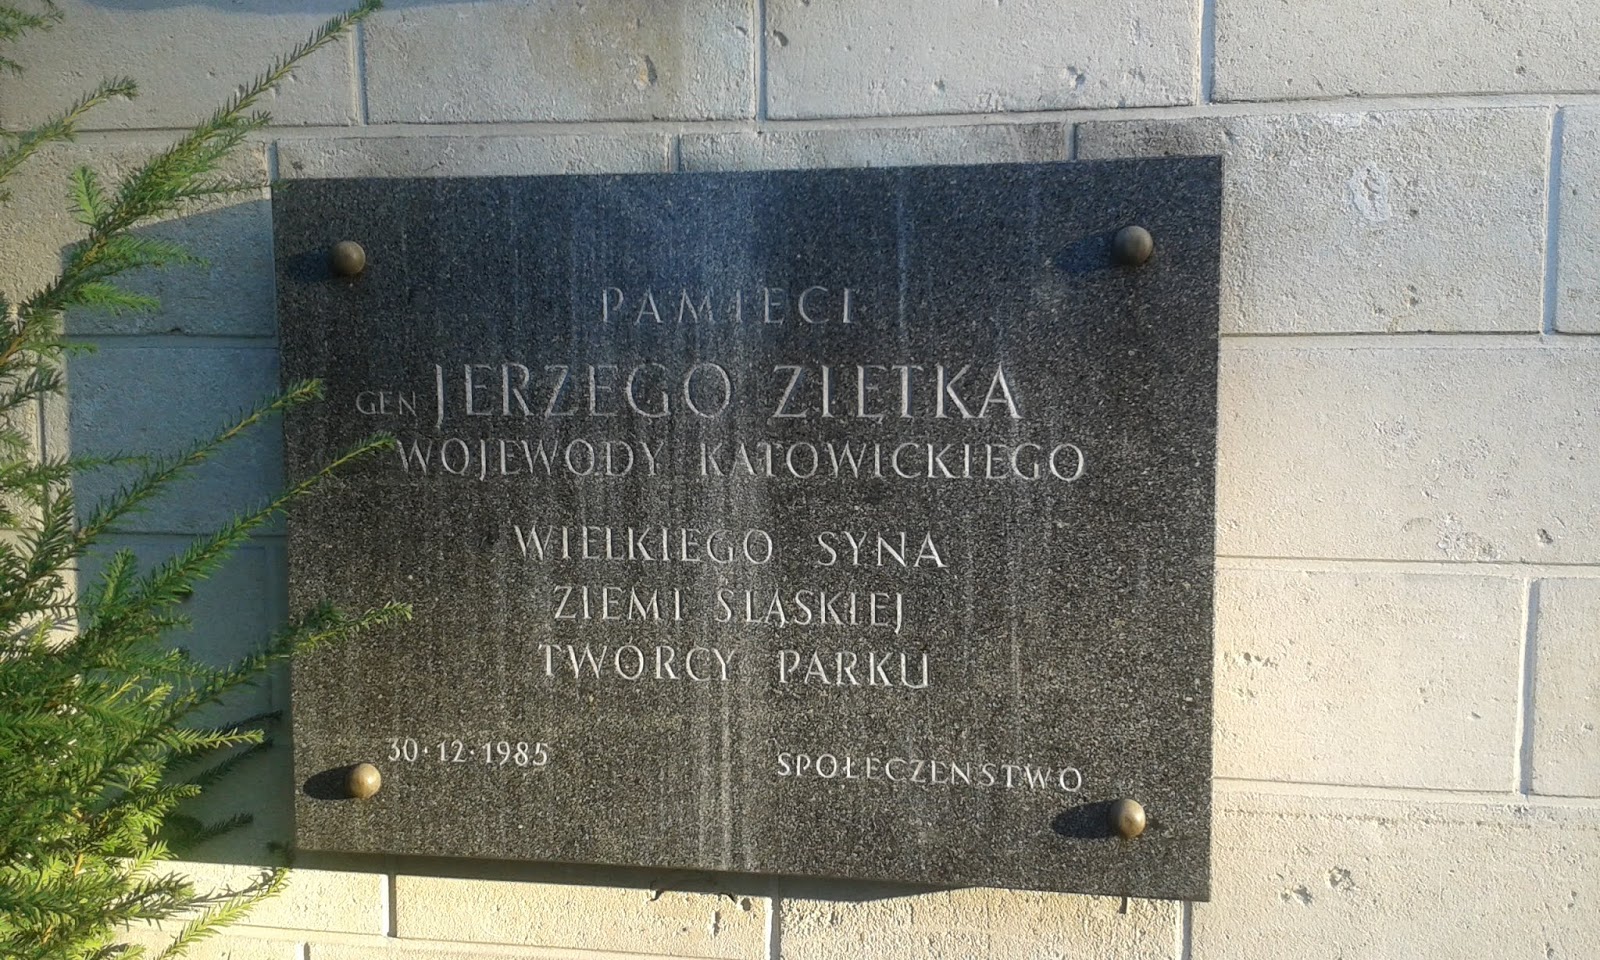 PAMIĘCI
GEN JERZEGO ZIĘTKA
WOJEWODY KATOWICKIEGO
WIELKIEGO SYNA
ZIEMI ŚLĄSKIEJ
TWÓRCY PARKU
30·12·1985 SPOŁECZEŃSTWO